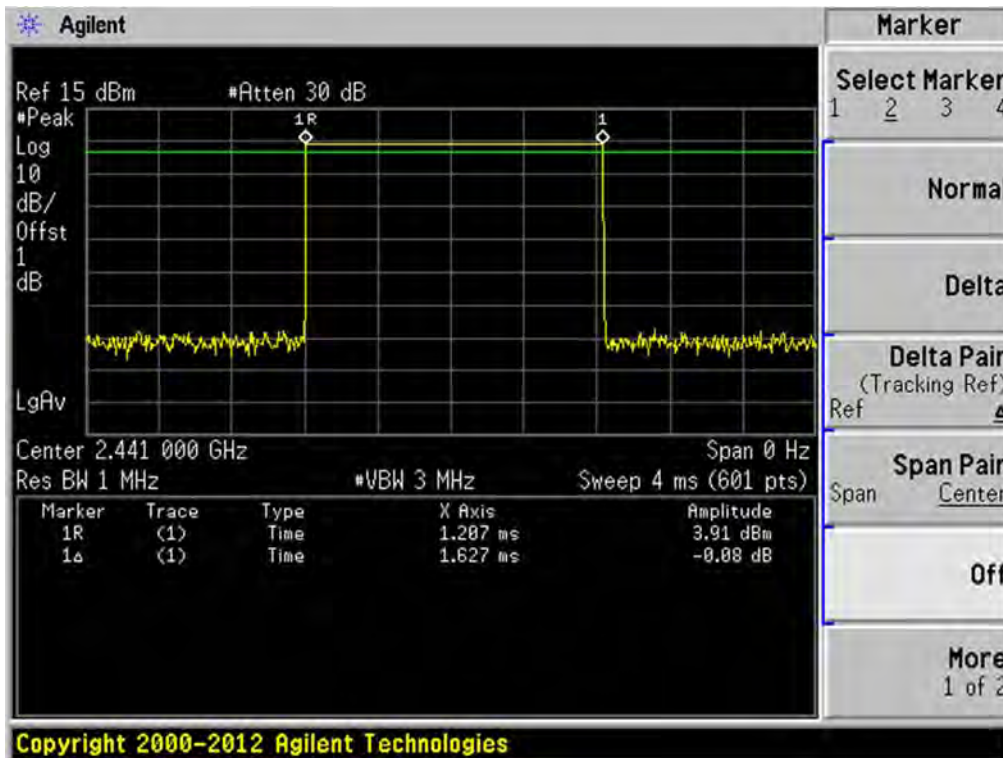 Agilent
Marker
Ref 15 dBm #Atten 30 dB
#Peak
Log
10
dB/
Offst
1
dB
LgAv
1R
1
Center 2.441 000 GHz Span 0 Hz
Res BW 1 MHz #VBW 3 MHz Sweep 4 ms (601 pts)
Marker Trace Type X Axis Amplitude
1R (1) Time 1.207 ms 3.91 dBm
1Δ (1) Time 1.627 ms -0.08 dB
Select Marker
1 2 3 4
Norma
Delta
Delta Pair
(Tracking Ref)
Ref
Span Pair
Span Center
Off
More
1 of 2
Copyright 2000-2012 Agilent Technologies